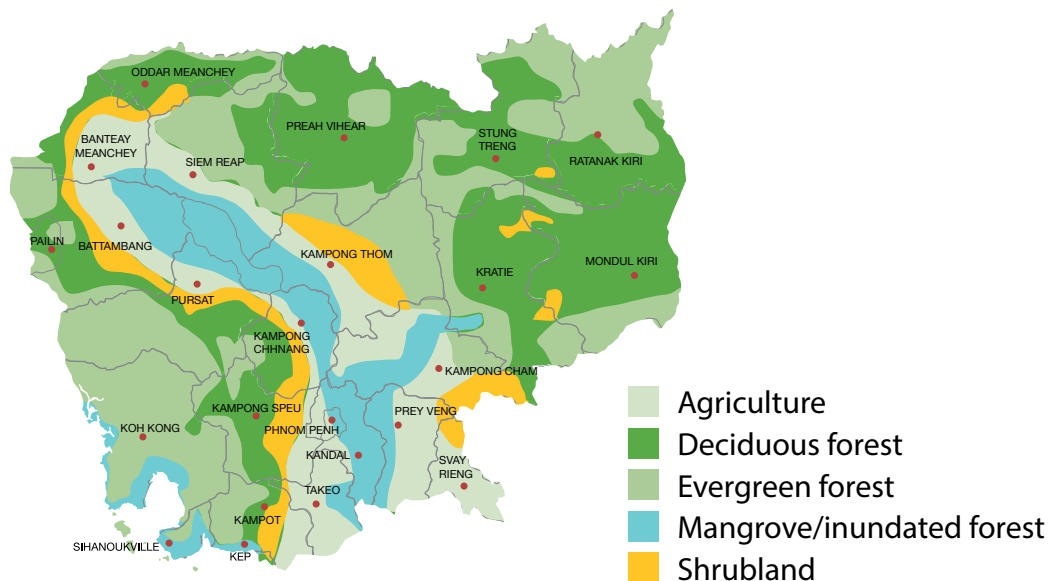 ODDAR MEANCHEY
BANTEAY
MEANCHEY
SIEM REAP
PREAH VIHEAR
STUNG
TRENG
RATANAK KIRI
PAILIN
BATTAMBANG
KAMPONG THOM
KRATIE
MONDUL KIRI
PURSAT
KAMPONG
CHHNANG
KAMPONG CHAM
KAMPONG SPEU
PREY VENG
KOH KONG
PHNOM PENH
KANDAL
SVAY
RIENG
TAKEO
KAMPOT
SIHANOUKVILLE
KEP
Agriculture
Deciduous forest
Evergreen forest
Mangrove/inundated forest
Shrubland